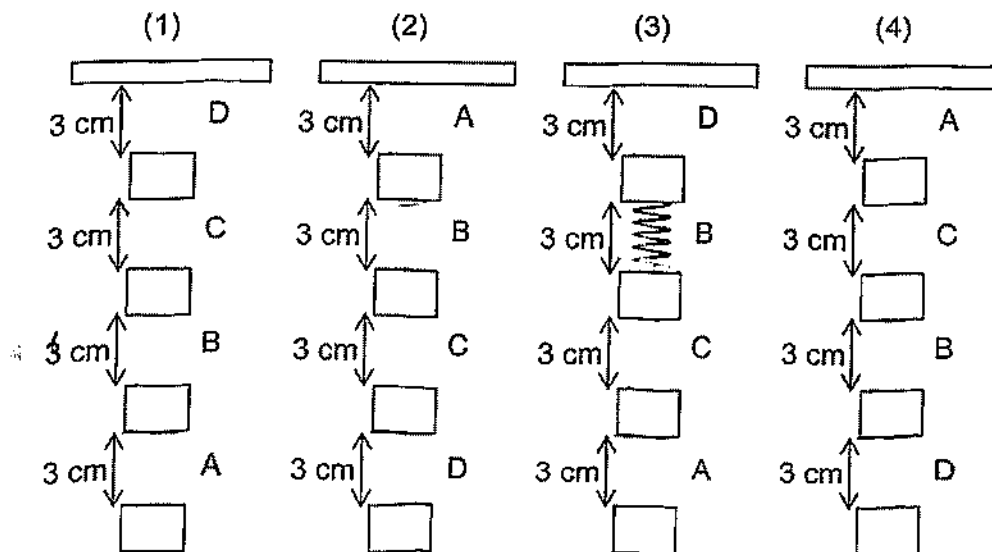 (1) (2) (3) (4)
3 cm D 3 cm A 3 cm D 3 cm A
3 cm C 3 cm B 3 cm B 3 cm C
3 cm B 3 cm C 3 cm C 3 cm B
3 cm A 3 cm D 3 cm A 3 cm D